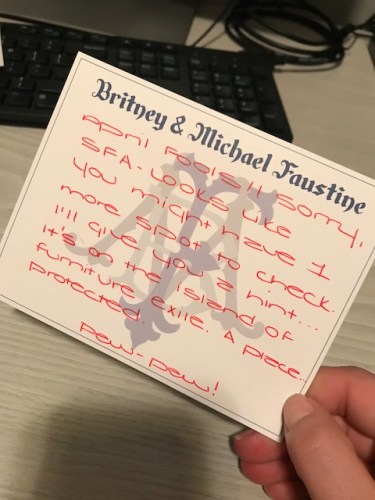 Britney & Michael Faustine
April Fools!! Sorry,
SFA- Looks like
you might have 1
more spot to check.
I'll give you a hint...
It's on the island of
furniture exile. A place...
protected.
pew-pew!